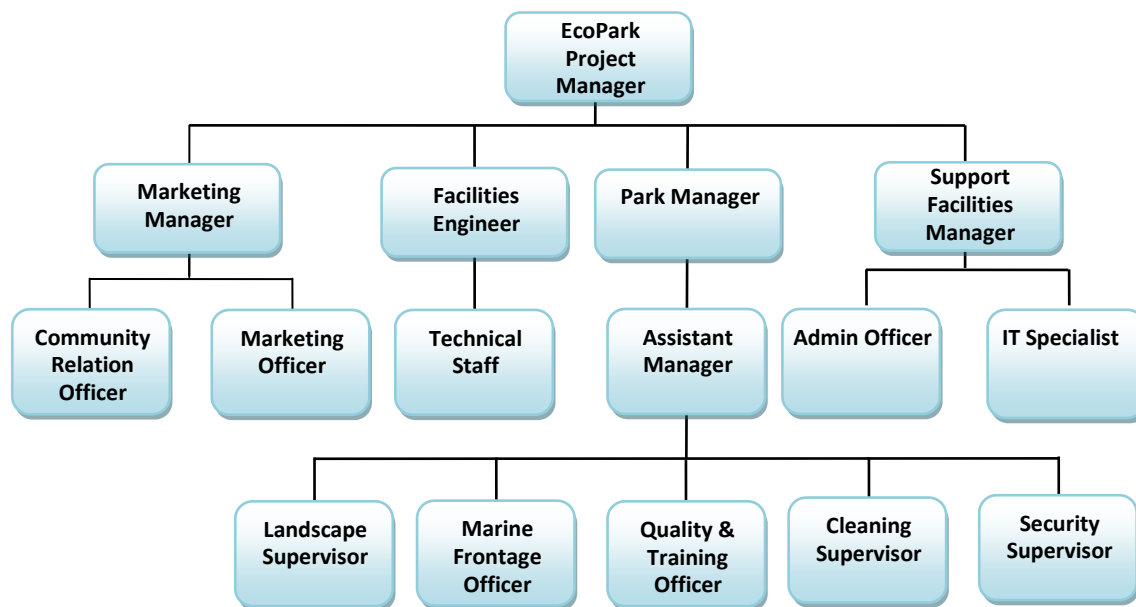 EcoPark
Project
Manager
Marketing
Manager
Facilities
Engineer
Park Manager
Support
Facilities
Manager
Community
Relation
Officer
Marketing
Officer
Technical
Staff
Assistant
Manager
Admin Officer
IT Specialist
Landscape
Supervisor
Marine
Frontage
Officer
Quality &
Training
Officer
Cleaning
Supervisor
Security
Supervisor